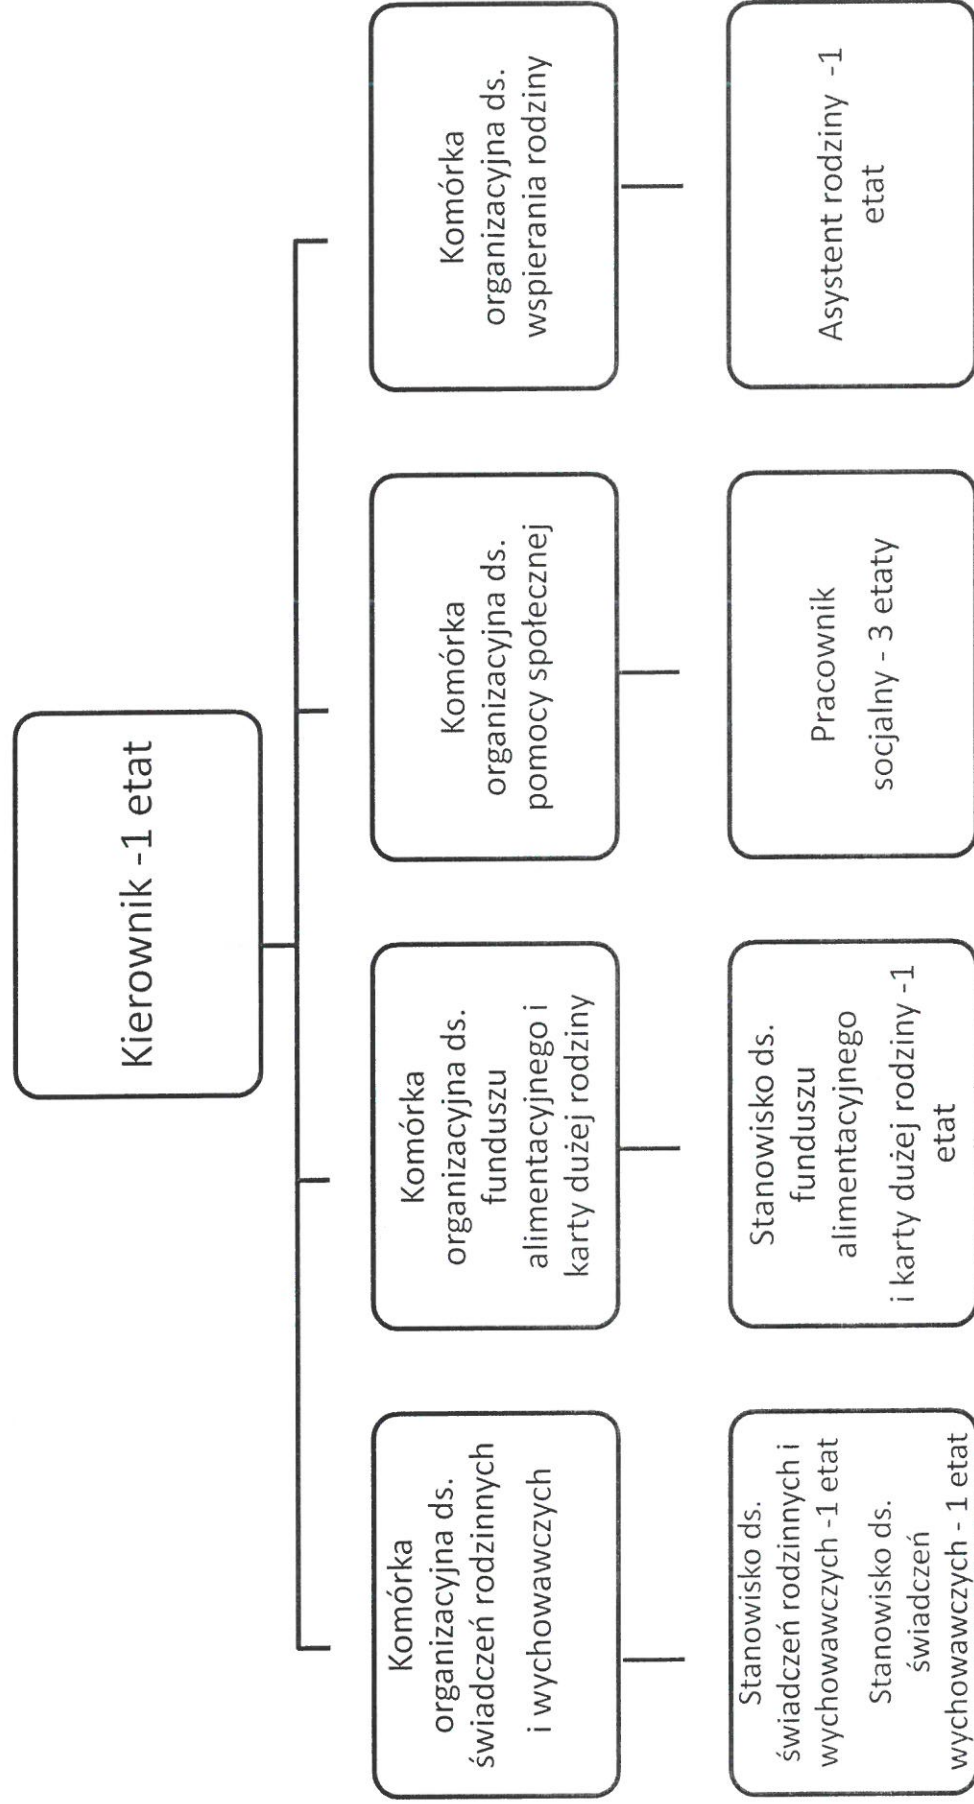 Kierownik -1 etat
Komórka
organizacyjna ds.
świadczeń rodzinnych
i wychowawczych
Komórka
organizacyjna ds.
funduszu
alimentacyjnego i
karty dużej rodziny
Komórka
organizacyjna ds.
pomocy społecznej
Komórka
organizacyjna ds.
wspierania rodziny
Stanowisko ds.
świadczeń rodzinnych i
wychowawczych -1 etat
Stanowisko ds.
świadczeń
wychowawczych - 1 etat
Stanowisko ds.
funduszu
alimentacyjnego
i karty dużej rodziny -1
etat
Pracownik
socjalny - 3 etaty
Asystent rodziny -1
etat